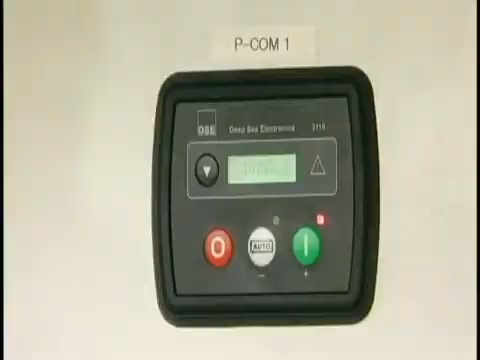 P-COM 1
DSE
Deep Sea Electronics
3110
O
AUTO
I
−
+